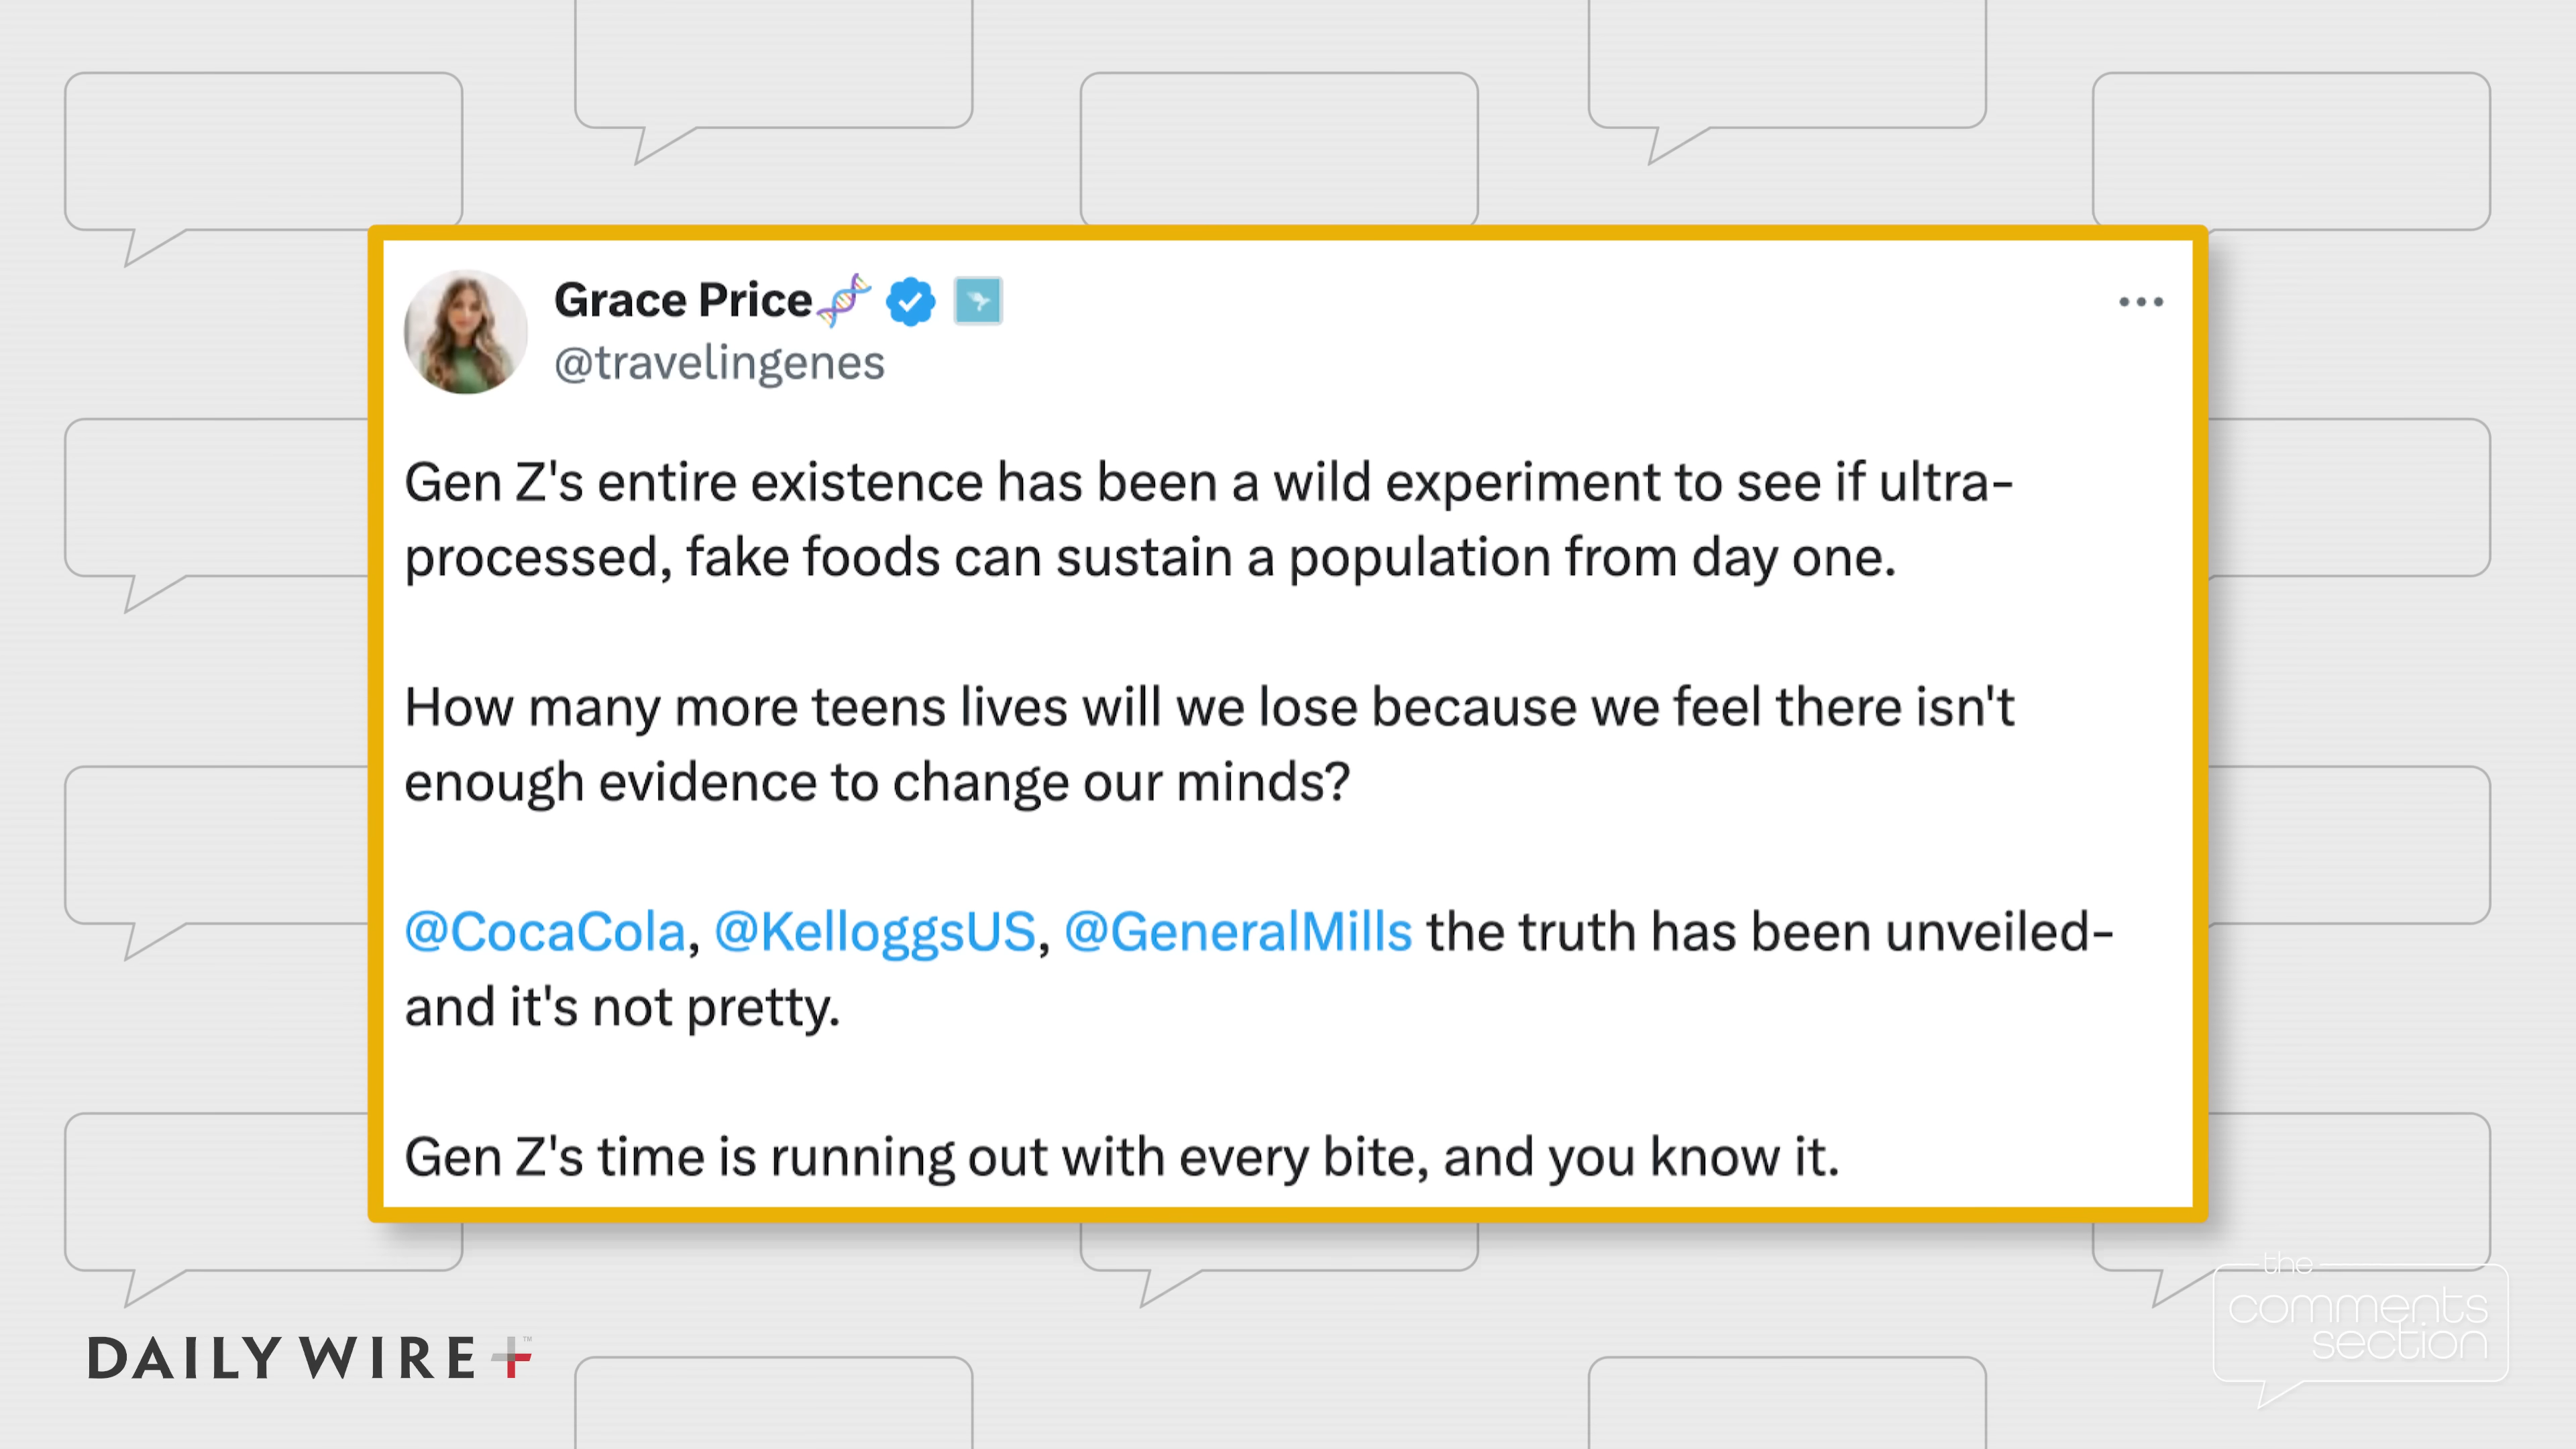 Grace Price🧬
@travelingenes
Gen Z's entire existence has been a wild experiment to see if ultra-
processed, fake foods can sustain a population from day one.
How many more teens lives will we lose because we feel there isn't
enough evidence to change our minds?
@CocaCola, @KelloggsUS, @GeneralMills the truth has been unveiled-
and it's not pretty.
Gen Z's time is running out with every bite, and you know it.
DAILY WIRE+™
the
comments
section